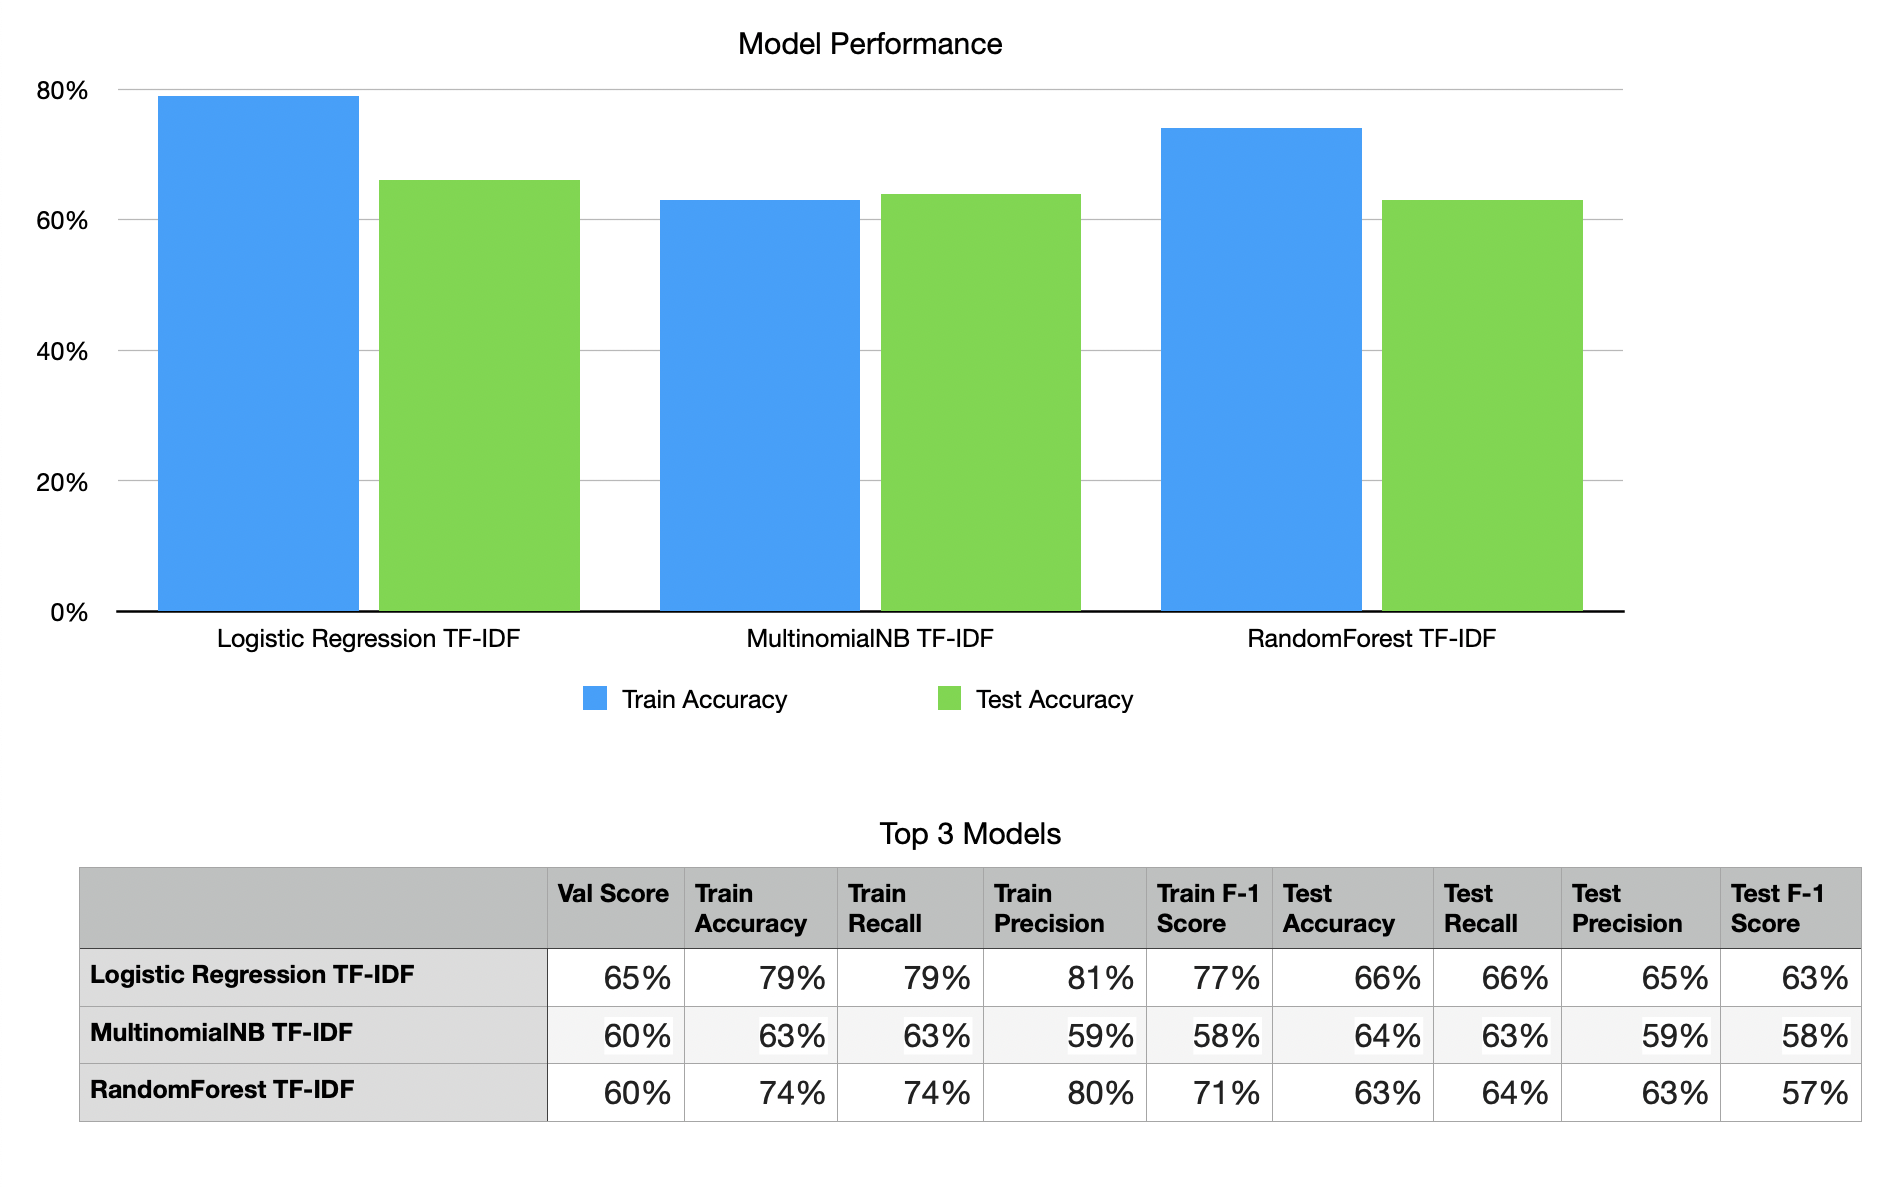 Model Performance
80%
60%
40%
20%
0%
Logistic Regression TF-IDF MultinomialNB TF-IDF RandomForest TF-IDF
Train Accuracy Test Accuracy
Top 3 Models
Val Score Train Accuracy Train Recall Train Precision Train F-1 Score Test Accuracy Test Recall Test Precision Test F-1 Score
Logistic Regression TF-IDF 65% 79% 79% 81% 77% 66% 66% 65% 63%
MultinomialNB TF-IDF 60% 63% 63% 59% 58% 64% 63% 59% 58%
RandomForest TF-IDF 60% 74% 74% 80% 71% 63% 64% 63% 57%